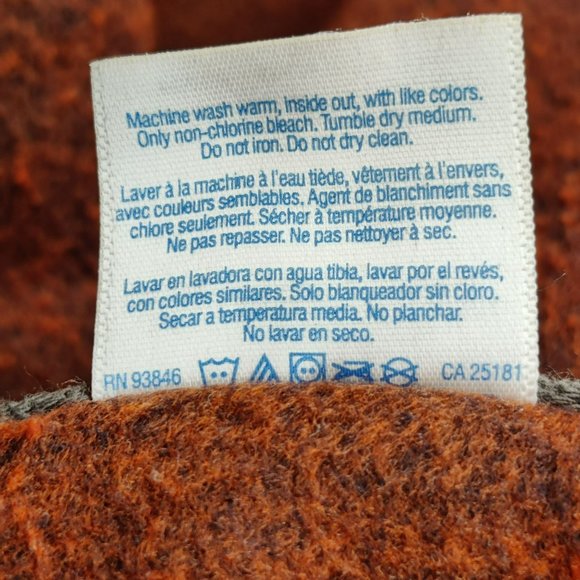 Machine wash warm, inside out, with like colors.
Only non-chlorine bleach. Tumble dry medium.
Do not iron. Do not dry clean.
Laver à la machine à l'eau tiède, vêtement à l'envers,
avec couleurs semblables. Agent de blanchiment sans
chlore seulement. Sécher à température moyenne.
Ne pas repasser. Ne pas nettoyer à sec.
Lavar en lavadora con agua tibia, lavar por el revés,
con colores similares. Solo blanqueador sin cloro.
Secar a temperatura media. No planchar.
No lavar en seco.
RN 93846 CA 25181